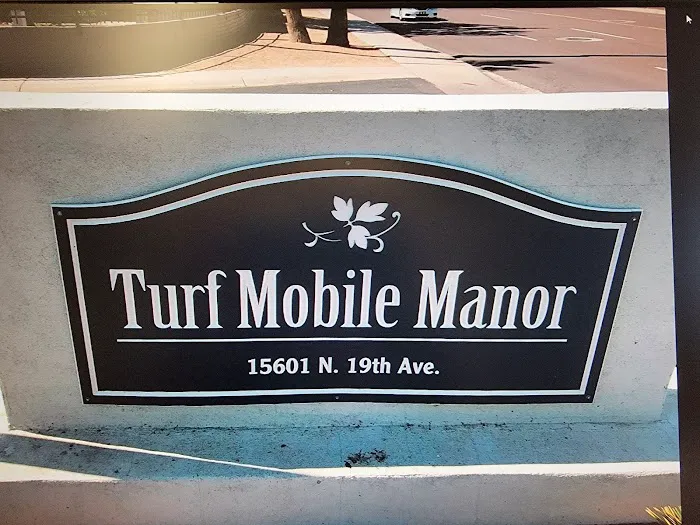 Turf Mobile Manor
15601 N. 19th Ave.